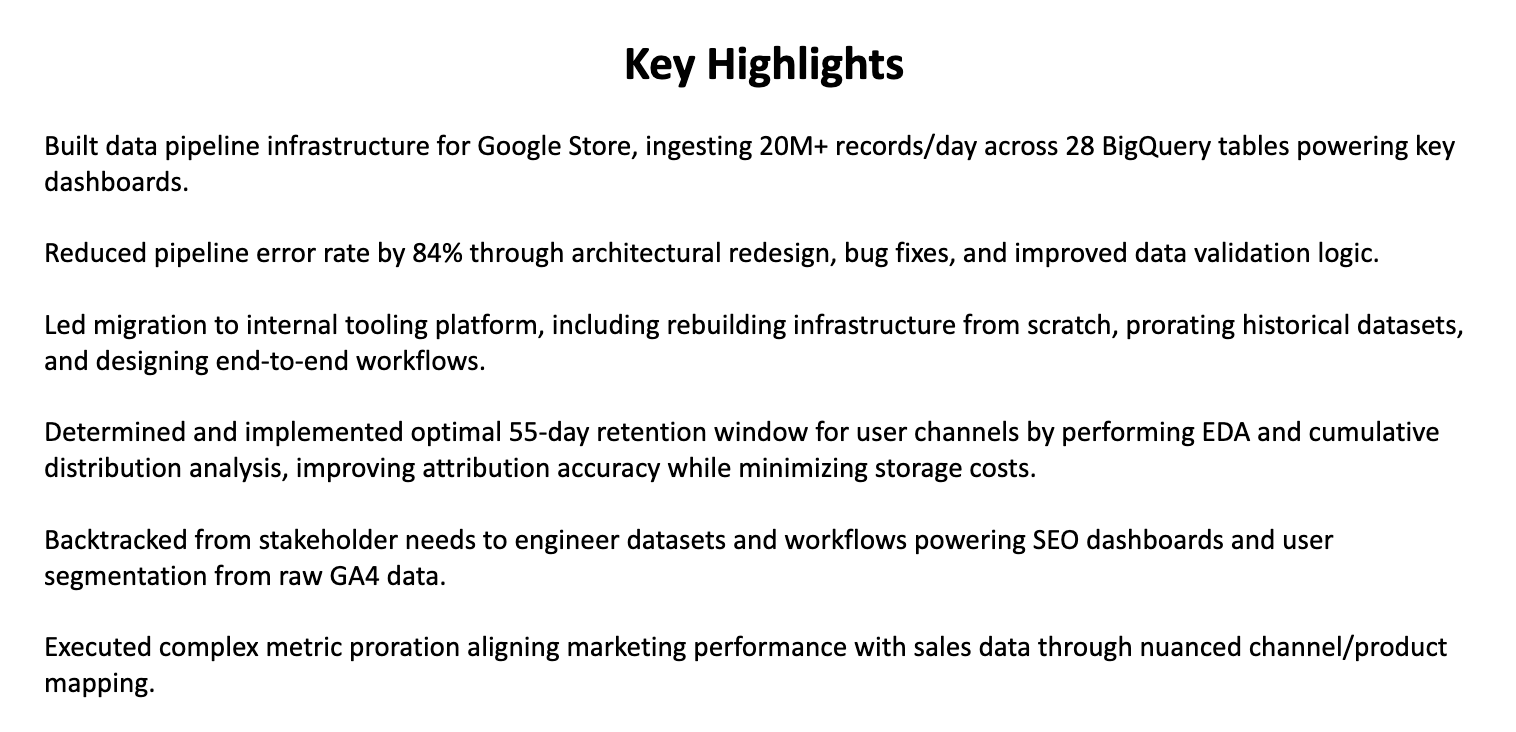 Key Highlights
Built data pipeline infrastructure for Google Store, ingesting 20M+ records/day across 28 BigQuery tables powering key
dashboards.
Reduced pipeline error rate by 84% through architectural redesign, bug fixes, and improved data validation logic.
Led migration to internal tooling platform, including rebuilding infrastructure from scratch, prorating historical datasets,
and designing end-to-end workflows.
Determined and implemented optimal 55-day retention window for user channels by performing EDA and cumulative
distribution analysis, improving attribution accuracy while minimizing storage costs.
Backtracked from stakeholder needs to engineer datasets and workflows powering SEO dashboards and user
segmentation from raw GA4 data.
Executed complex metric proration aligning marketing performance with sales data through nuanced channel/product
mapping.